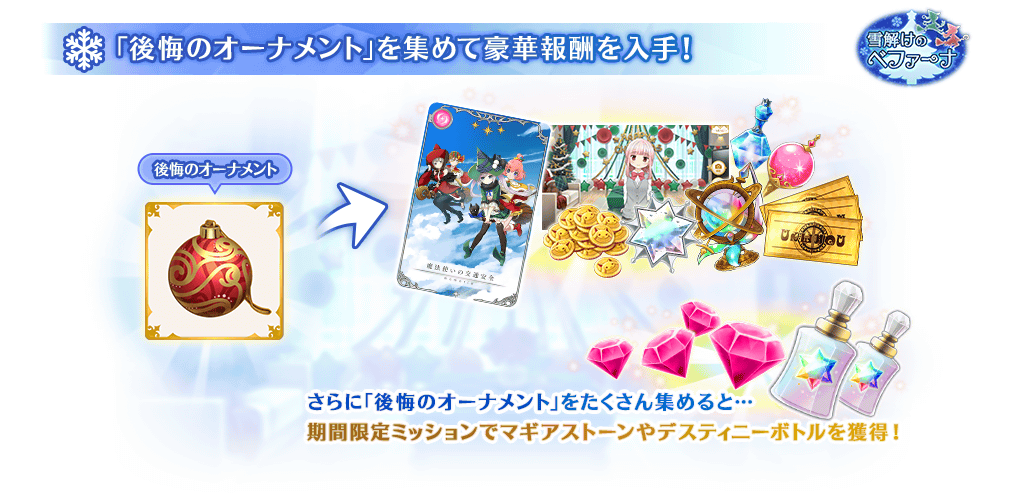 「後悔のオーナメント」を集めて豪華報酬を入手！
雪解けの
ベファーナ
後悔のオーナメント
魔法使いの交通安全
さらに「後悔のオーナメント」をたくさん集めると…
期間限定ミッションでマギアストーンやデスティニーボトルを獲得！